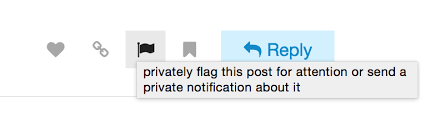 Reply
privately flag this post for attention or send a
private notification about it